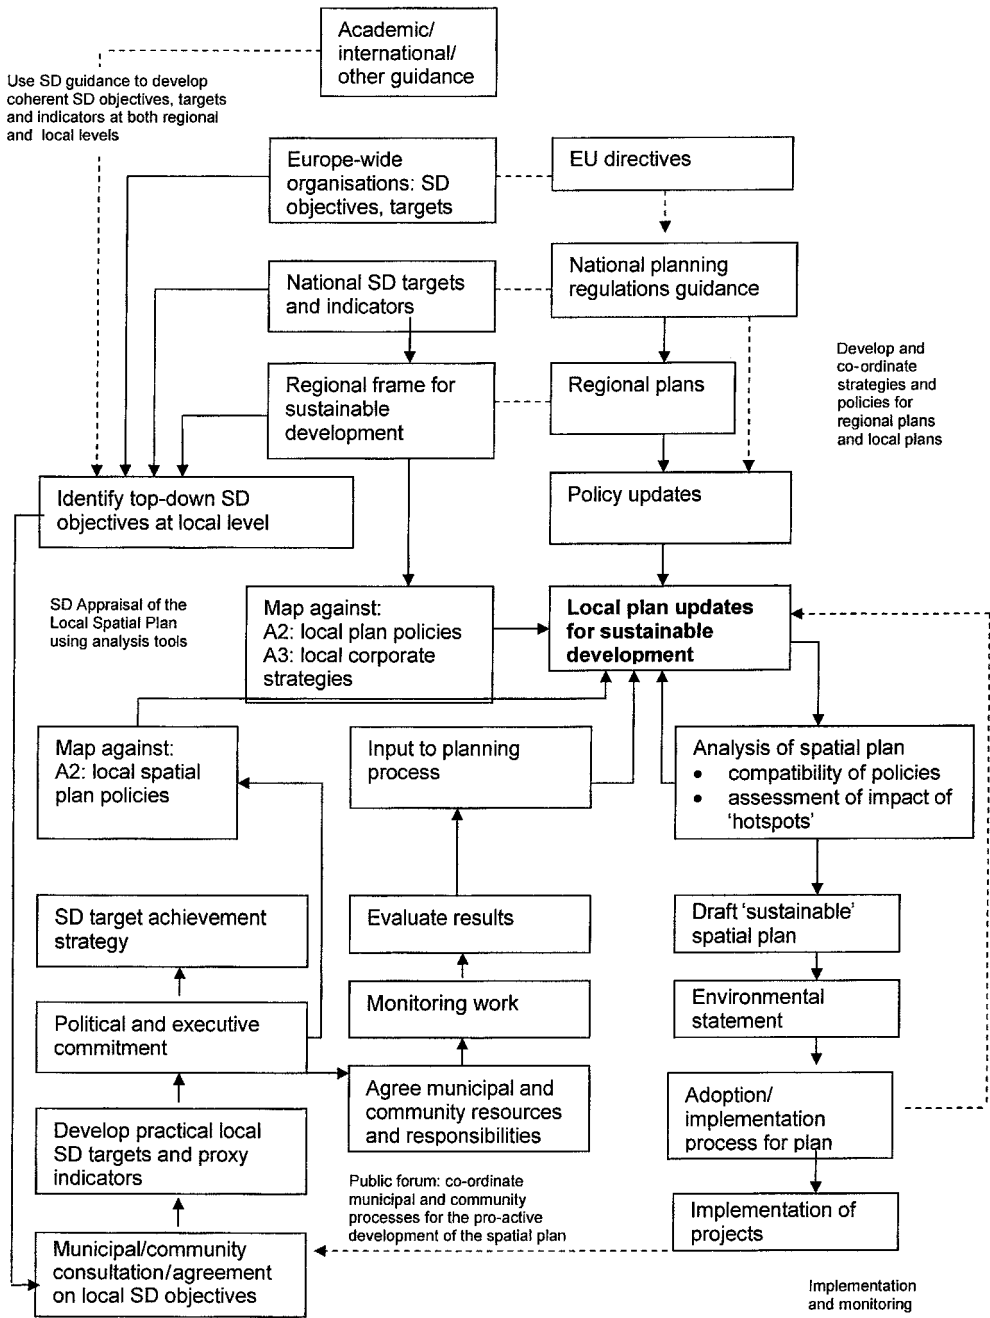 Academic/
international/
other guidance
Use SD guidance to develop
coherent SD objectives, targets
and indicators at both regional
and local levels
Europe-wide
organisations: SD
objectives, targets
EU directives
National SD targets
and indicators
National planning
regulations guidance
Develop and
co-ordinate
strategies and
policies for
regional plans
and local plans
Regional frame for
sustainable
development
Regional plans
Identify top-down SD
objectives at local level
Policy updates
SD Appraisal of the
Local Spatial Plan
using analysis tools
Map against:
A2: local plan policies
A3: local corporate
strategies
Local plan updates
for sustainable
development
Map against:
A2: local spatial
plan policies
Input to planning
process
Analysis of spatial plan
• compatibility of policies
• assessment of impact of
‘hotspots’
SD target achievement
strategy
Evaluate results
Draft ‘sustainable’
spatial plan
Political and executive
commitment
Monitoring work
Environmental
statement
Develop practical local
SD targets and proxy
indicators
Agree municipal and
community resources
and responsibilities
Adoption/
implementation
process for plan
Public forum: co-ordinate
municipal and community
processes for the pro-active
development of the spatial plan
Municipal/community
consultation/agreement
on local SD objectives
Implementation of
projects
Implementation
and monitoring